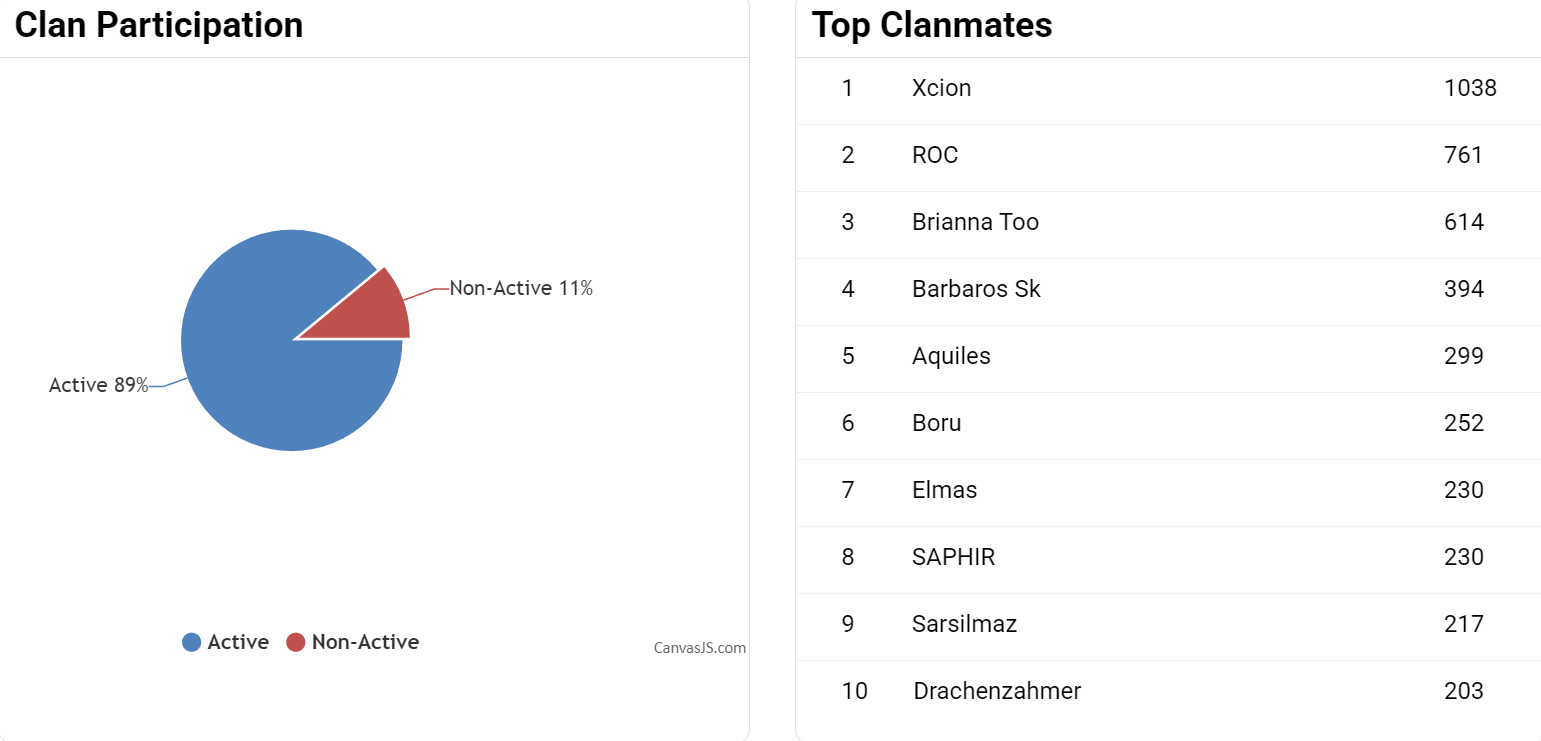 Clan Participation
Non-Active 11%
Active 89%
Active Non-Active
CanvasJS.com
Top Clanmates
1 Xcion 1038
2 ROC 761
3 Brianna Too 614
4 Barbaros Sk 394
5 Aquiles 299
6 Boru 252
7 Elmas 230
8 SAPHIR 230
9 Sarsilmaz 217
10 Drachenzahmer 203